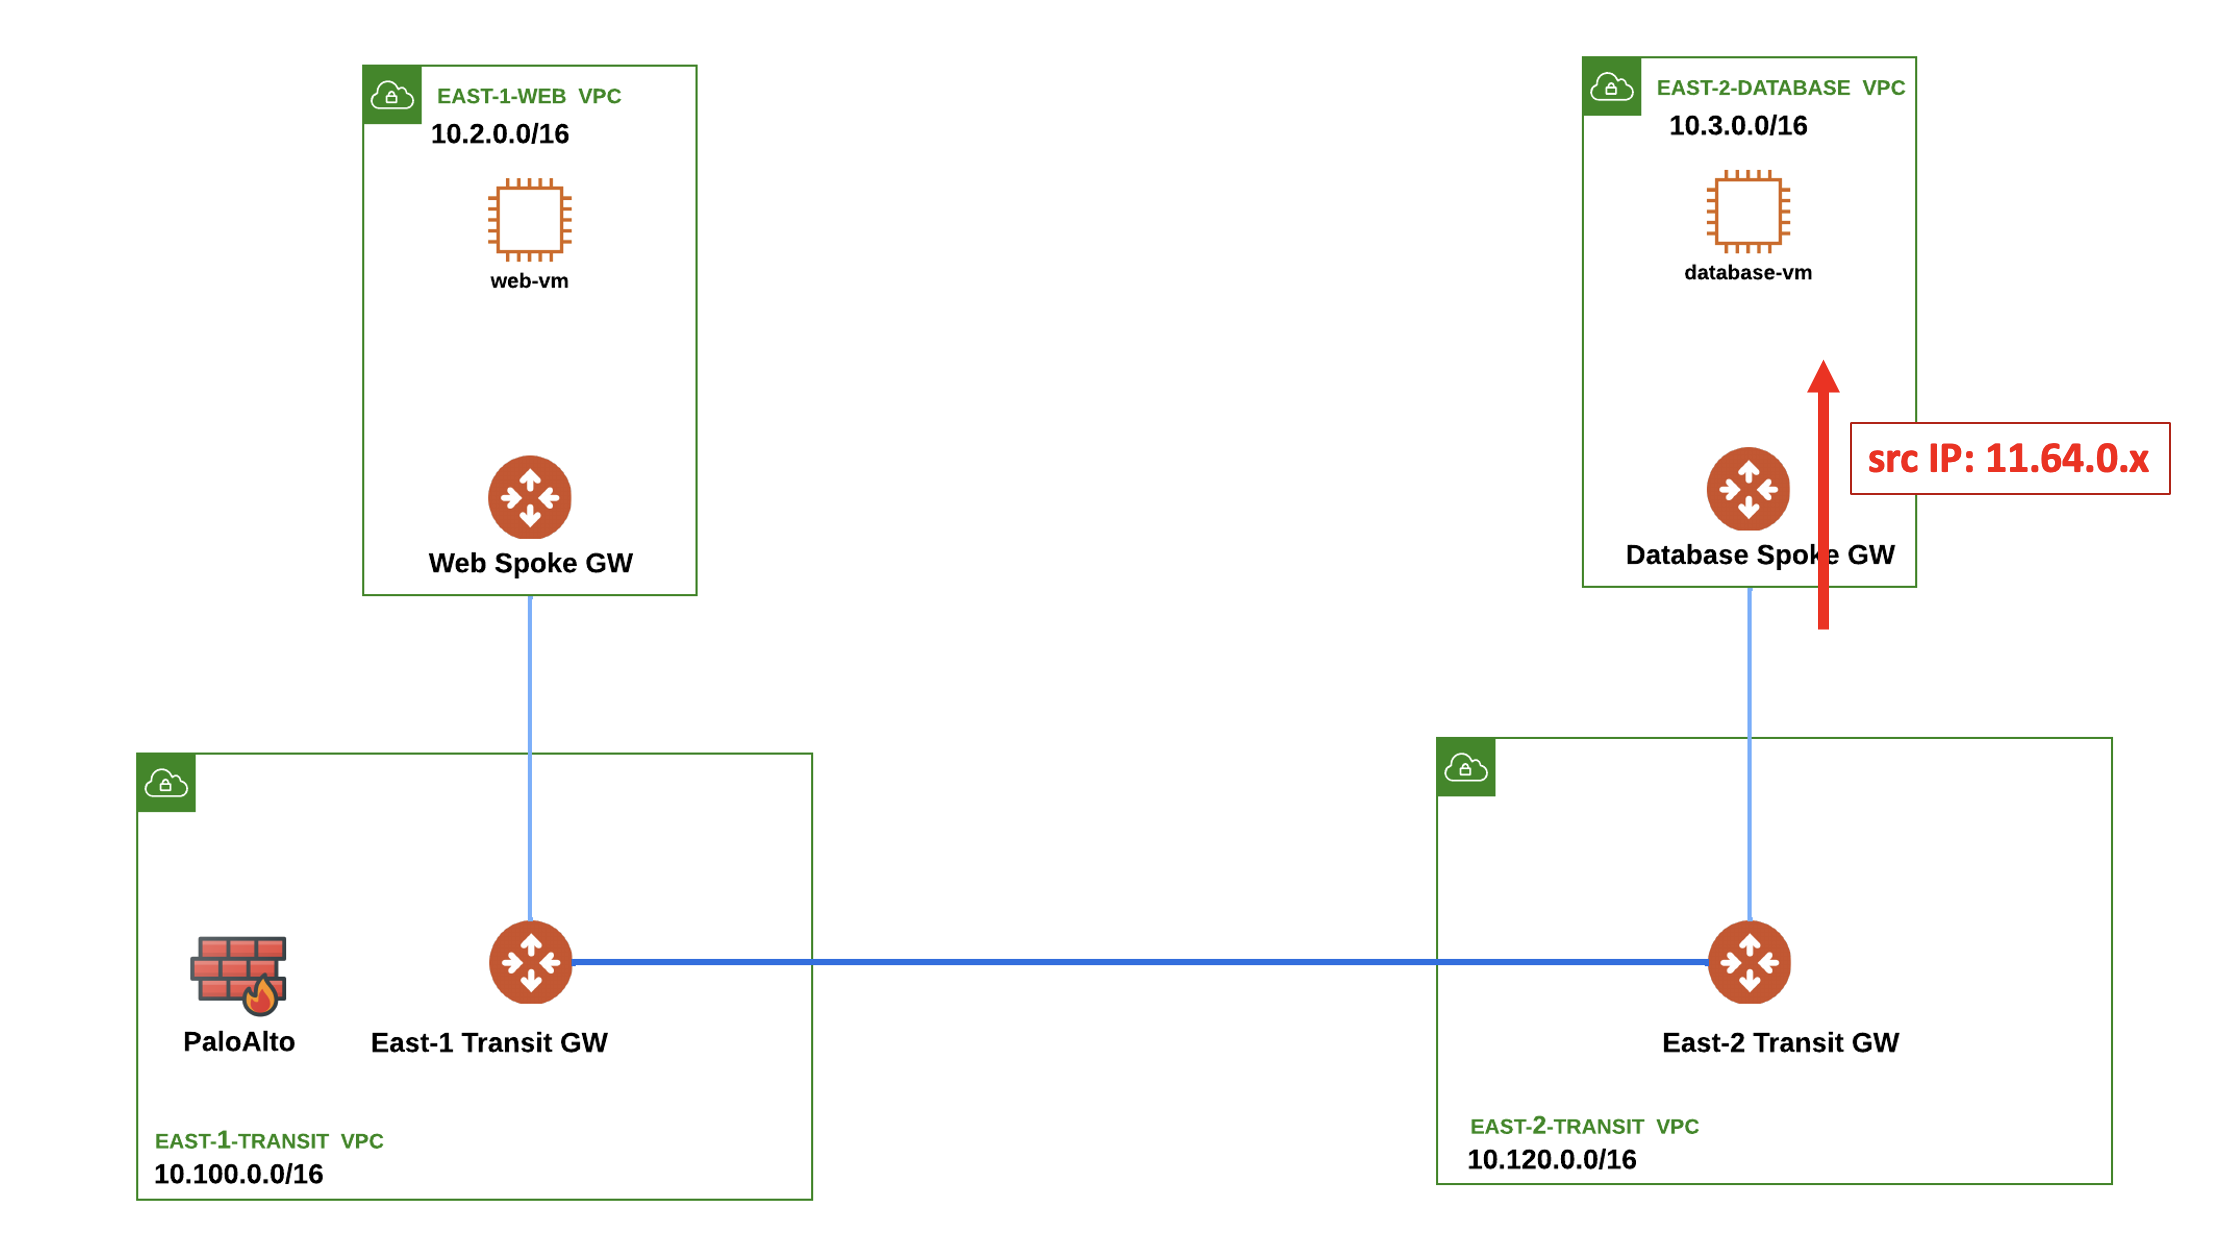 EAST-1-WEB VPC
10.2.0.0/16
web-vm
Web Spoke GW
EAST-2-DATABASE VPC
10.3.0.0/16
database-vm
src IP: 11.64.0.x
Database Spoke GW
PaloAlto
East-1 Transit GW
EAST-1-TRANSIT VPC
10.100.0.0/16
East-2 Transit GW
EAST-2-TRANSIT VPC
10.120.0.0/16